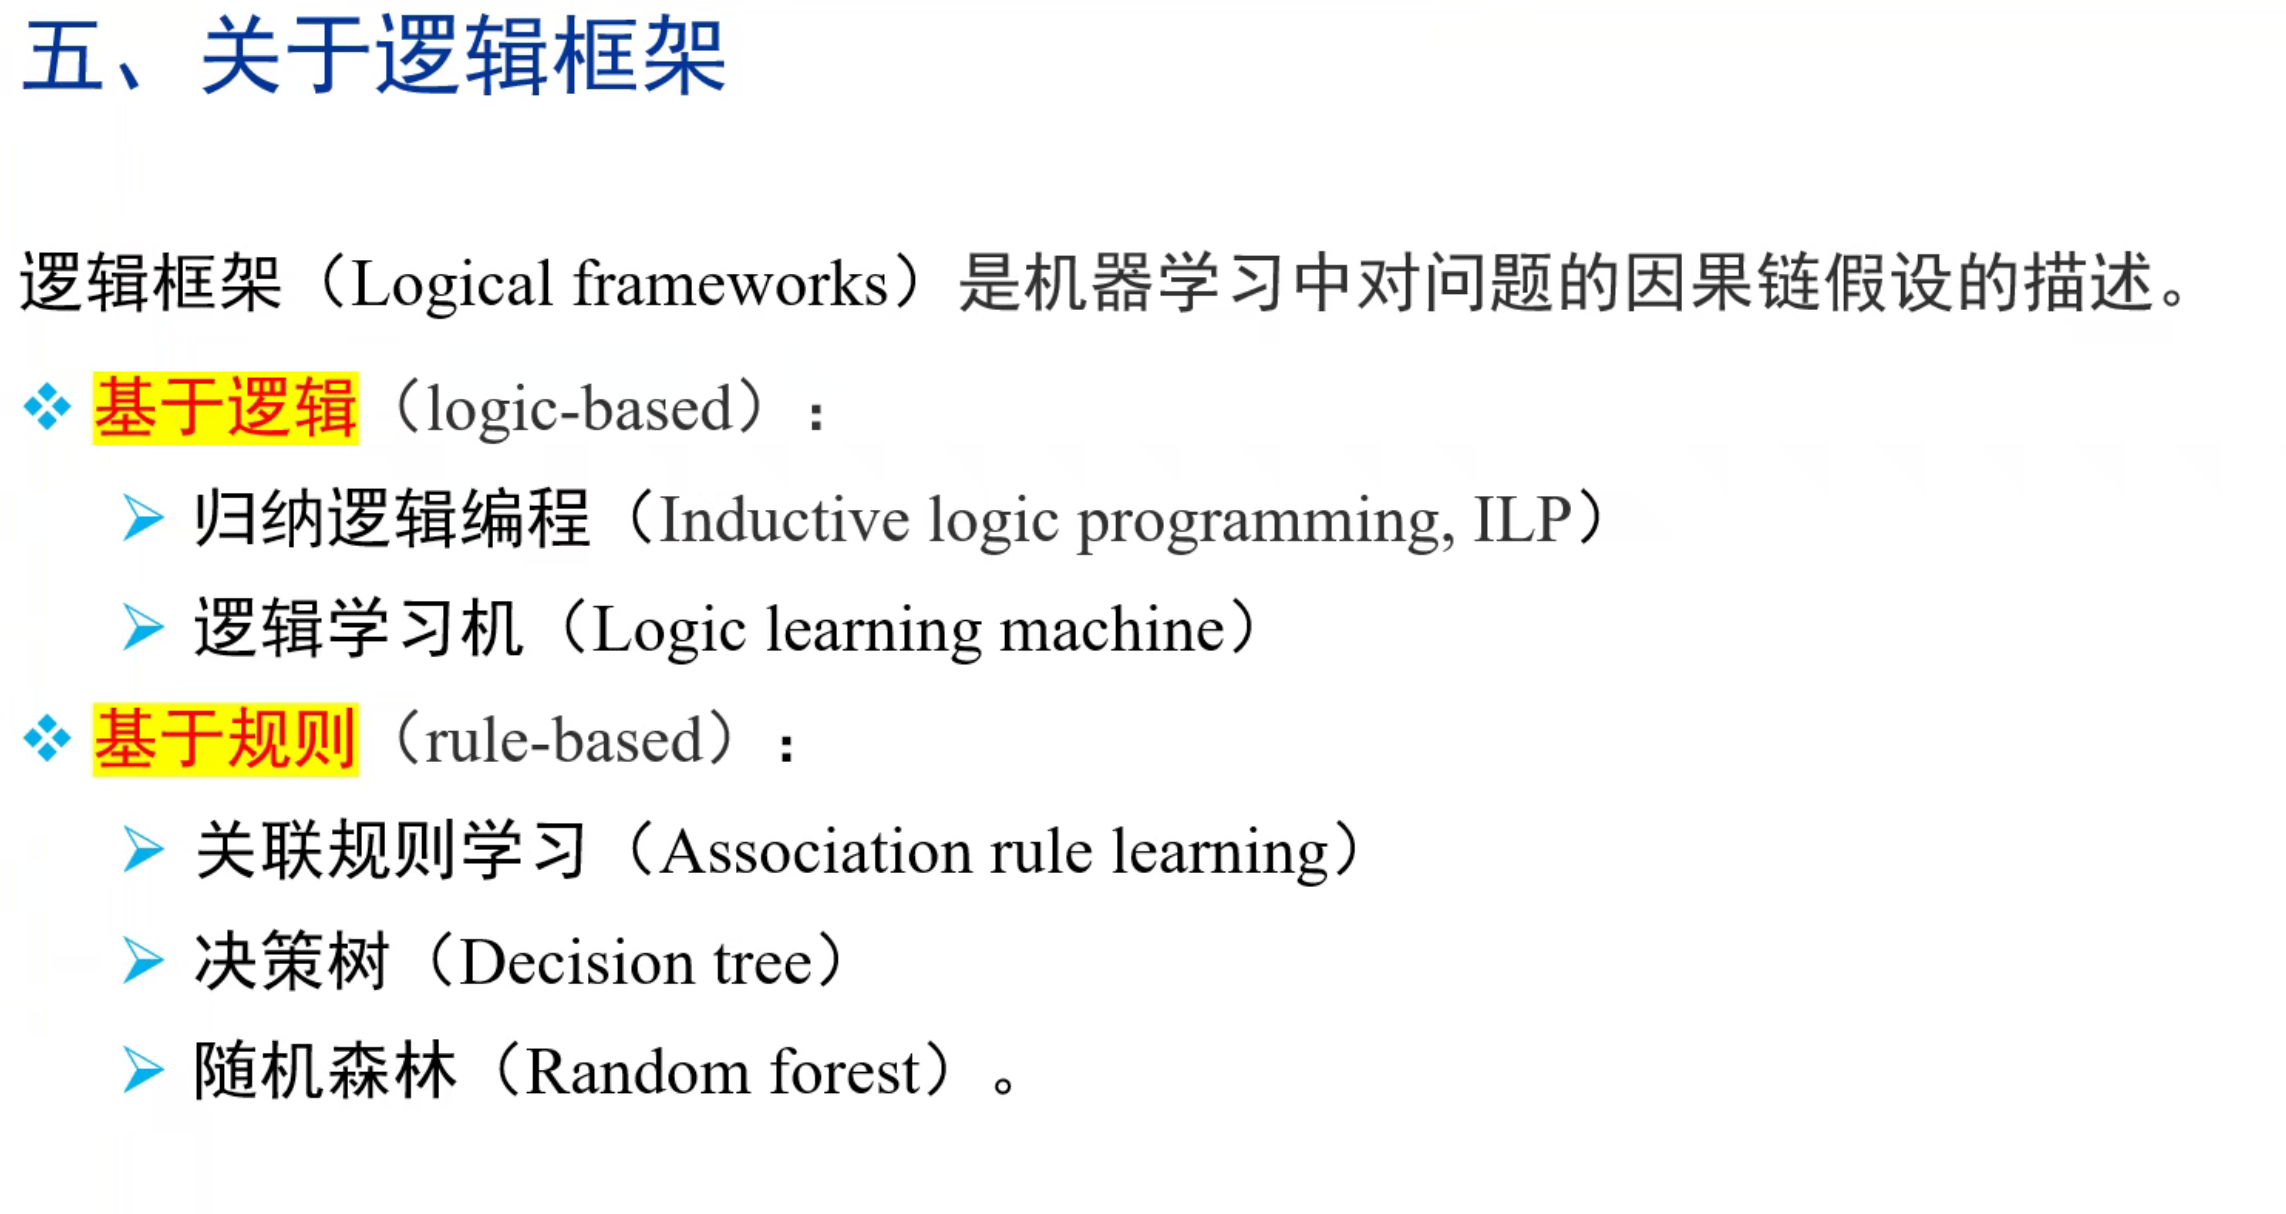 五、关于逻辑框架
逻辑框架（Logical frameworks）是机器学习中对问题的因果链假设的描述。
❖ 基于逻辑（logic-based）：
➢ 归纳逻辑编程（Inductive logic programming, ILP）
➢ 逻辑学习机（Logic learning machine）
❖ 基于规则（rule-based）：
➢ 关联规则学习（Association rule learning）
➢ 决策树（Decision tree）
➢ 随机森林（Random forest）。